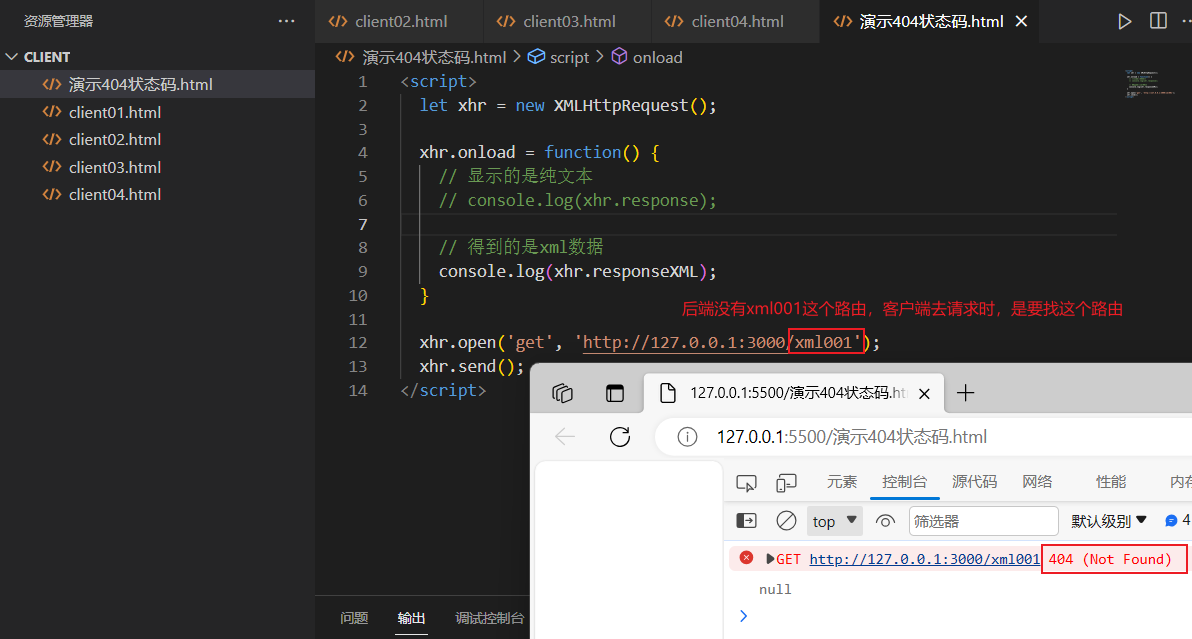 资源管理器 ···
CLIENT
演示404状态码.html
client01.html
client02.html
client03.html
client04.html
client02.html client03.html client04.html 演示404状态码.html
演示404状态码.html > script > onload
1 <script>
2 let xhr = new XMLHttpRequest();
3
4 xhr.onload = function() {
5 // 显示的是纯文本
6 // console.log(xhr.response);
7
8 // 得到的是xml数据
9 console.log(xhr.responseXML);
10 }
后端没有xml001这个路由，客户端去请求时，是要找这个路由
11
12 xhr.open('get', 'http://127.0.0.1:3000/xml001');
13 xhr.send();
14 </script>
问题 输出 调试控制台
127.0.0.1:5500/演示404状态码.ht
127.0.0.1:5500/演示404状态码.html
元素 控制台 源代码 网络 性能 内存
top 筛选器 默认级别 4
GET http://127.0.0.1:3000/xml001 404 (Not Found)
null